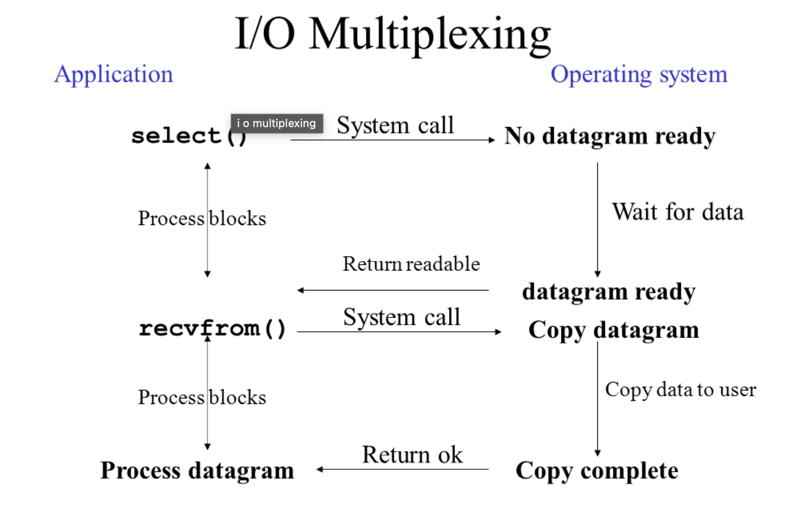 I/O Multiplexing
Application
Operating system
select()
i o multiplexing
System call
No datagram ready
Process blocks
Wait for data
Return readable
datagram ready
recvfrom()
System call
Copy datagram
Process blocks
Copy data to user
Process datagram
Return ok
Copy complete